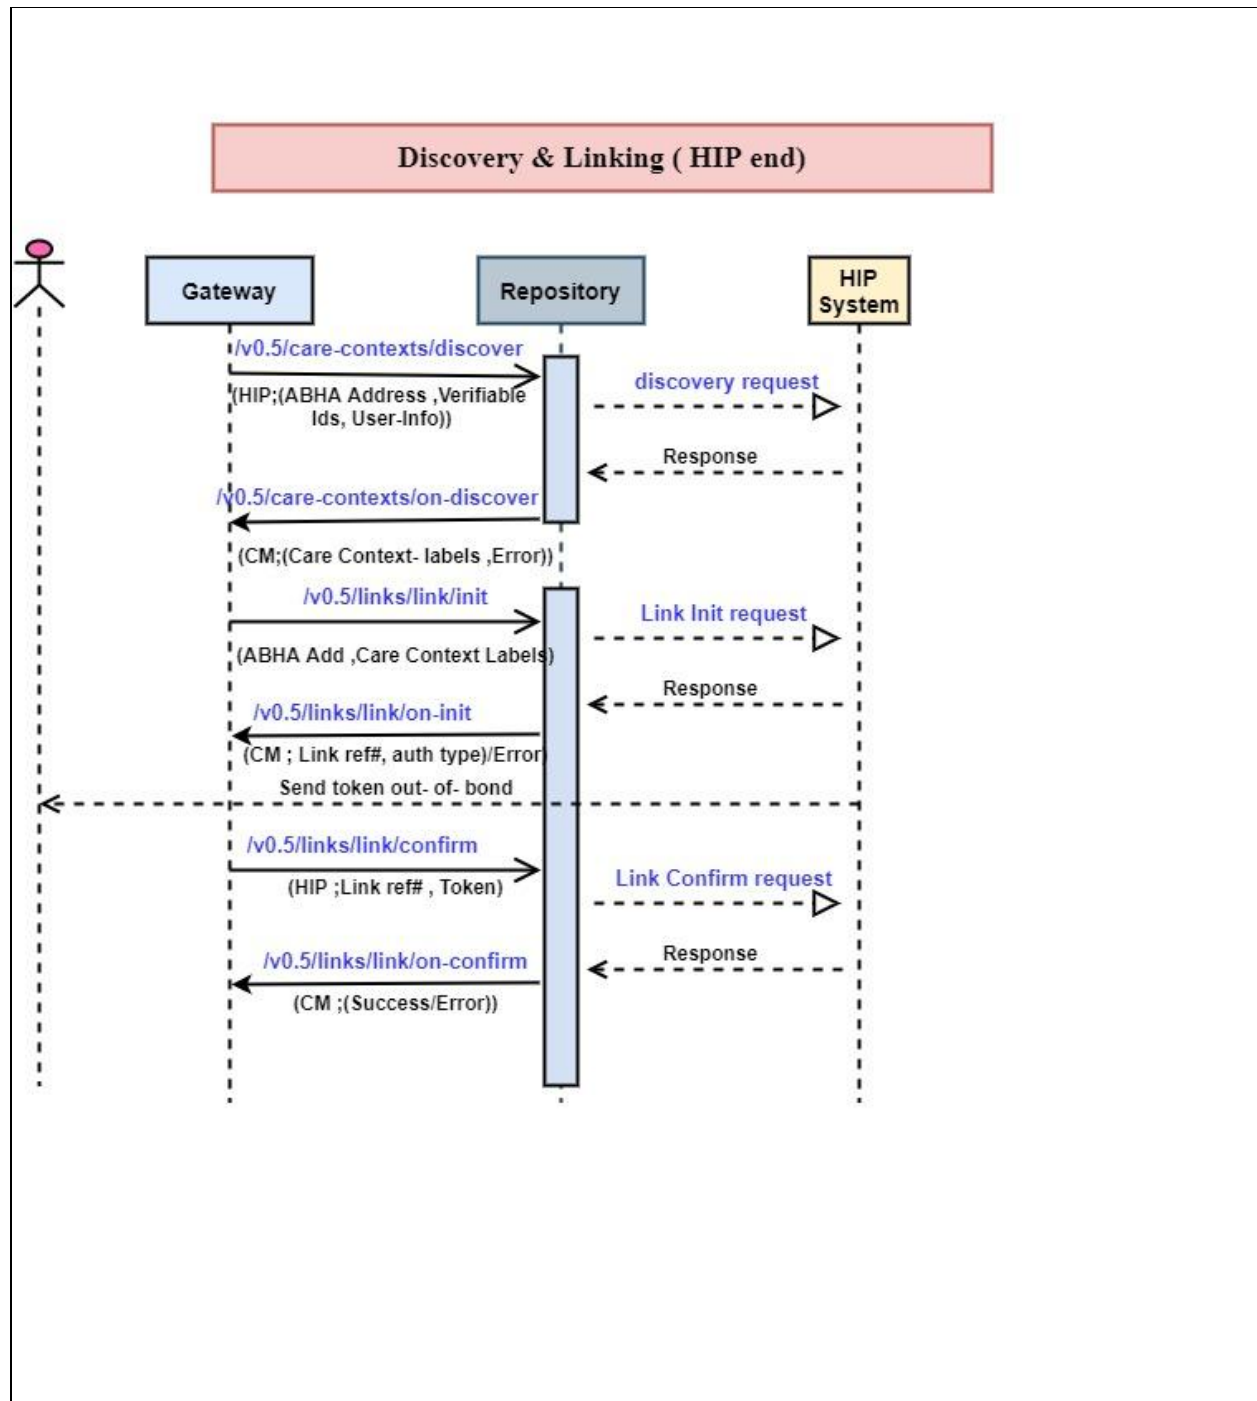 Discovery & Linking ( HIP end)
Gateway
Repository
HIP
System
/v0.5/care-contexts/discover
(HIP;(ABHA Address ,Verifiable
Ids, User-Info))
discovery request
Response
/v0.5/care-contexts/on-discover
(CM;(Care Context- labels ,Error))
/v0.5/links/link/init
Link Init request
(ABHA Add ,Care Context Labels)
Response
/v0.5/links/link/on-init
(CM ; Link ref#, auth type)/Error)
Send token out- of- bond
/v0.5/links/link/confirm
(HIP ;Link ref# , Token)
Link Confirm request
Response
/v0.5/links/link/on-confirm
(CM ;(Success/Error))